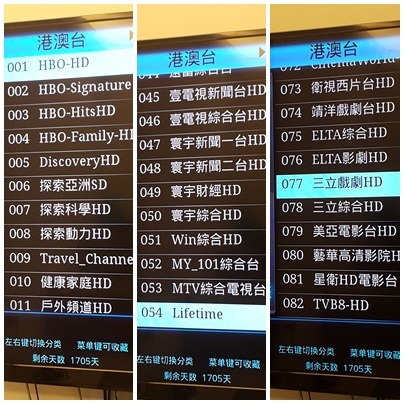 港澳台
001 HBO-HD
002 HBO-Signature
003 HBO-HitsHD
004 HBO-Family-HD
005 DiscoveryHD
006 探索亞洲SD
007 探索科學HD
008 探索動力HD
009 Travel_Channe
010 健康家庭HD
011 戶外頻道HD
左右键切换分类 菜单键可收藏
剩余天数 1705天
港澳台
044
045 壹電視新聞台HD
046 壹電視綜合台HD
047 寰宇新聞一台HD
048 寰宇新聞二台HD
049 寰宇財經HD
050 寰宇綜合HD
051 Win綜合HD
052 MY_101綜合台
053 MTV綜合電視台
054 Lifetime
左右键切换分类 菜单键可收藏
剩余天数 1705天
港澳台
072 CinemaWorld
073 衛視西片台HD
074 靖洋戲劇台HD
075 ELTA綜合HD
076 ELTA影劇HD
077 三立戲劇HD
078 三立綜合HD
079 美亞電影台HD
080 藝華高清影院H
081 星衛HD電影台
082 TVB8-HD
左右键切换分类 菜单键可收藏
剩余天数 1705天